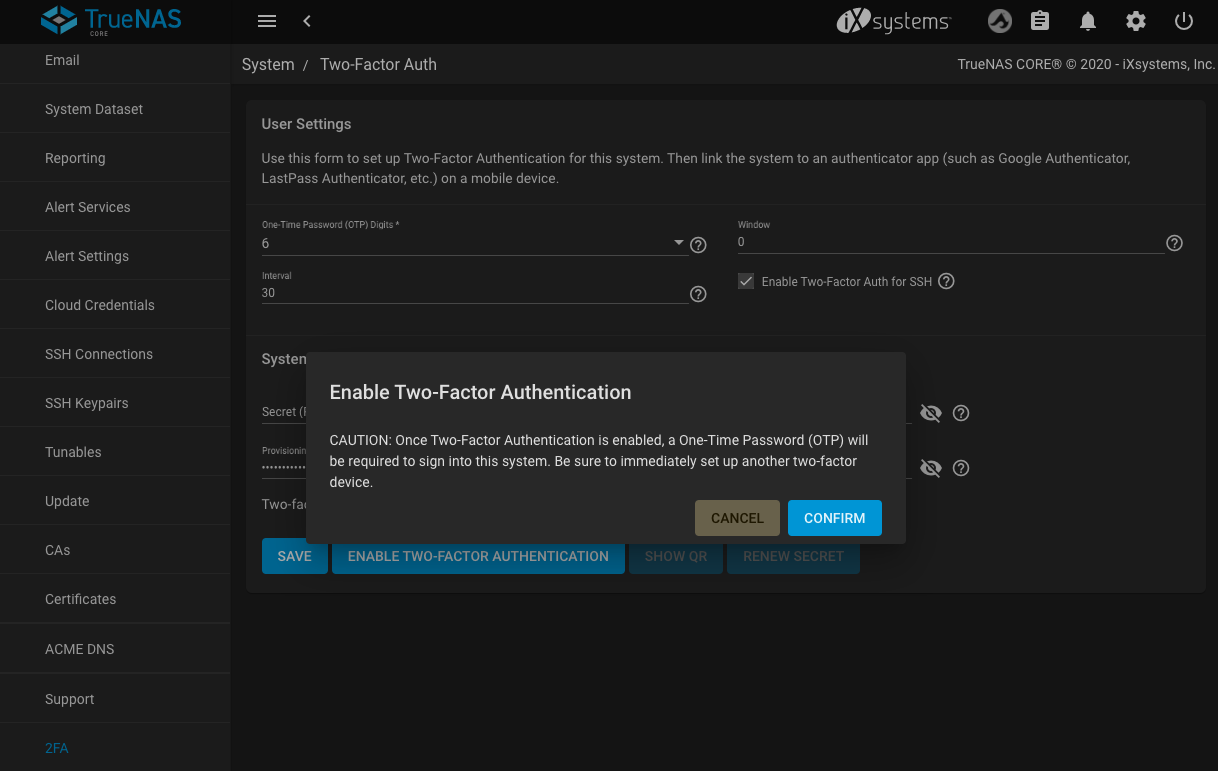 TrueNAS
CORE
iXsystems
Email
System / Two-Factor Auth
TrueNAS CORE® © 2020 - iXsystems, Inc.
System Dataset
Reporting
Alert Services
Alert Settings
Cloud Credentials
SSH Connections
SSH Keypairs
Tunables
Update
CAs
Certificates
ACME DNS
Support
2FA
User Settings
Use this form to set up Two-Factor Authentication for this system. Then link the system to an authenticator app (such as Google Authenticator,
LastPass Authenticator, etc.) on a mobile device.
One-Time Password (OTP) Digits *
6
Window
0
Interval
30
Enable Two-Factor Auth for SSH
System
Secret (
Provisionin
Two-fac
Enable Two-Factor Authentication
CAUTION: Once Two-Factor Authentication is enabled, a One-Time Password (OTP) will
be required to sign into this system. Be sure to immediately set up another two-factor
device.
CANCEL
CONFIRM
SAVE
ENABLE TWO-FACTOR AUTHENTICATION
SHOW QR
RENEW SECRET